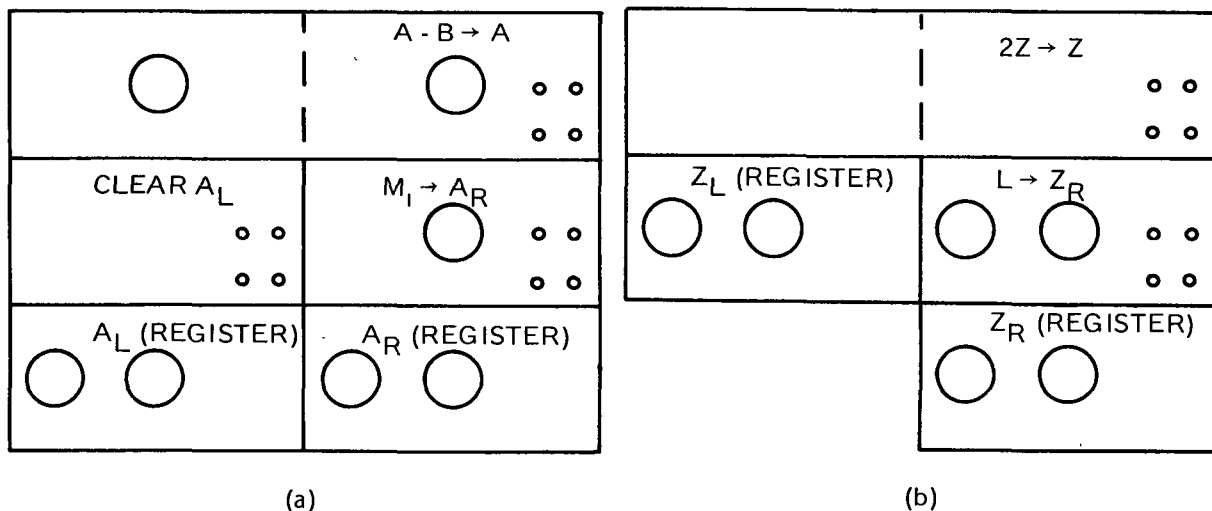 A - B → A
CLEAR A_L
M_I → A_R
A_L (REGISTER)
A_R (REGISTER)
(a)
2Z → Z
Z_L (REGISTER)
L → Z_R
Z_R (REGISTER)
(b)